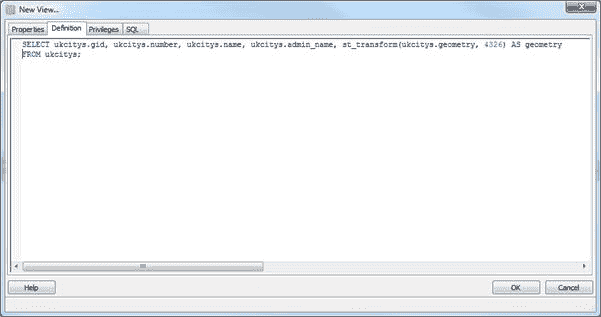 New View...
Properties Definition Privileges SQL
SELECT ukcitys.gid, ukcitys.number, ukcitys.name, ukcitys.admin_name, st_transform(ukcitys.geometry, 4326) AS geometry
FROM ukcitys;
Help OK Cancel